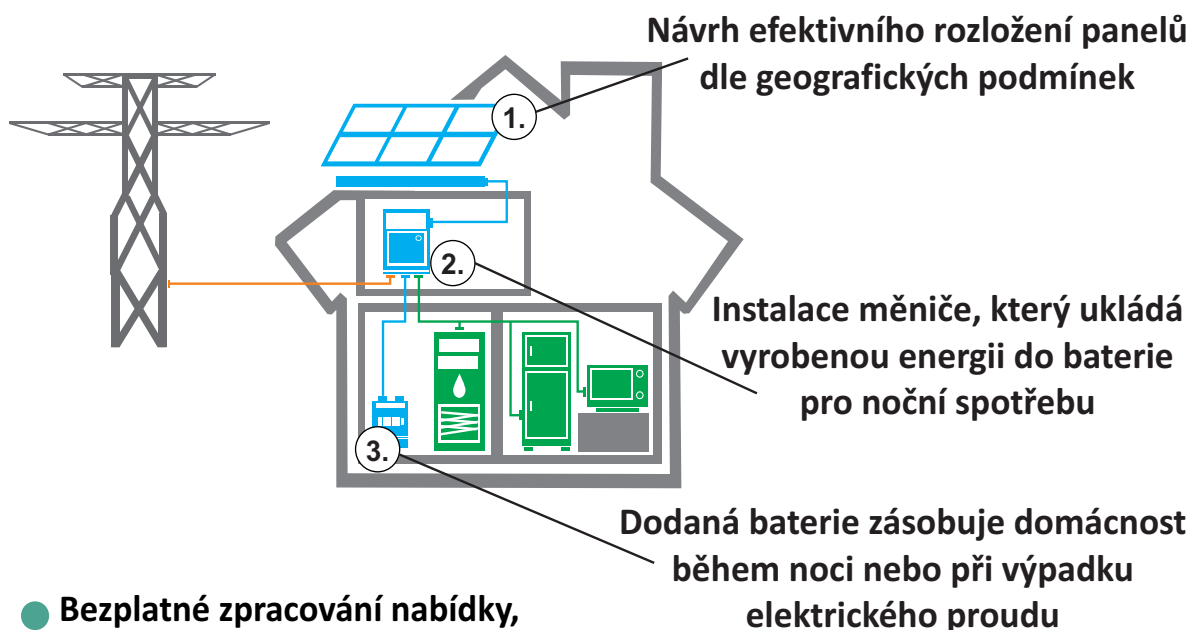 Návrh efektivního rozložení panelů
dle geografických podmínek
1.
2.
Instalace měniče, který ukládá
vyrobenou energii do baterie
pro noční spotřebu
3.
Dodaná baterie zásobuje domácnost
během noci nebo při výpadku
elektrického proudu
Bezplatné zpracování nabídky,